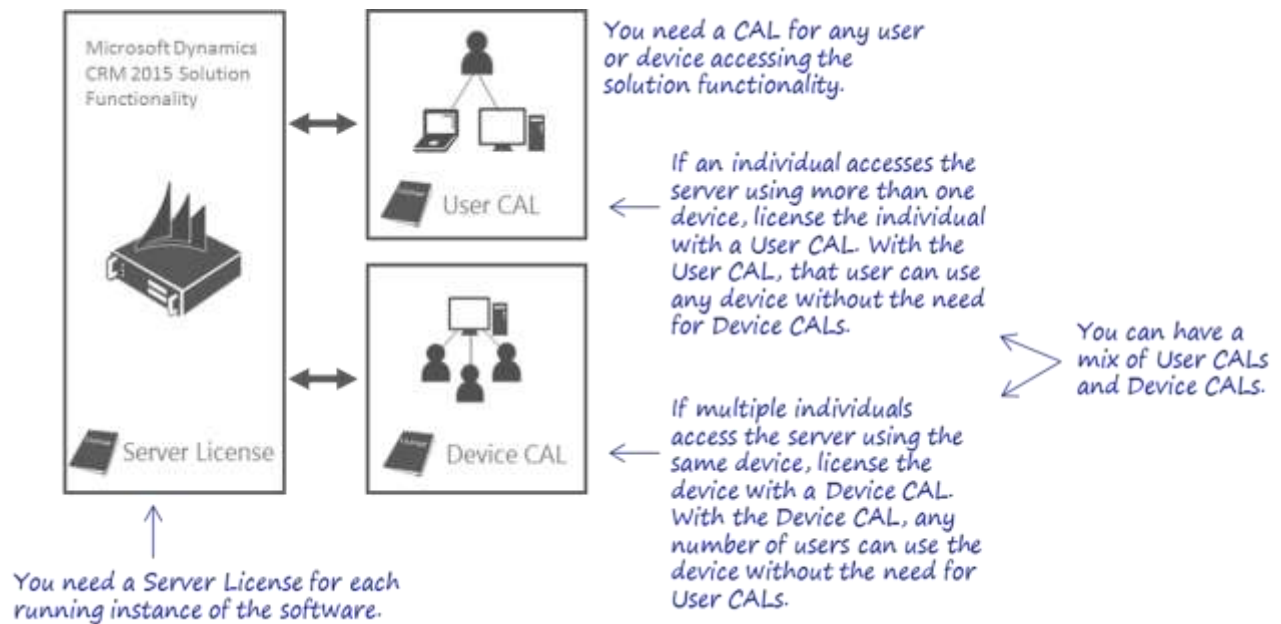 Microsoft Dynamics
CRM 2015 Solution
Functionality
Server License
User CAL
Device CAL
You need a CAL for any user
or device accessing the
solution functionality.
If an individual accesses the
server using more than one
device, license the individual
with a User CAL. With the
User CAL, that user can use
any device without the need
for Device CALs.
If multiple individuals
access the server using the
same device, license the
device with a Device CAL.
With the Device CAL, any
number of users can use the
device without the need for
User CALs.
You can have a
mix of User CALs
and Device CALs.
You need a Server License for each
running instance of the software.